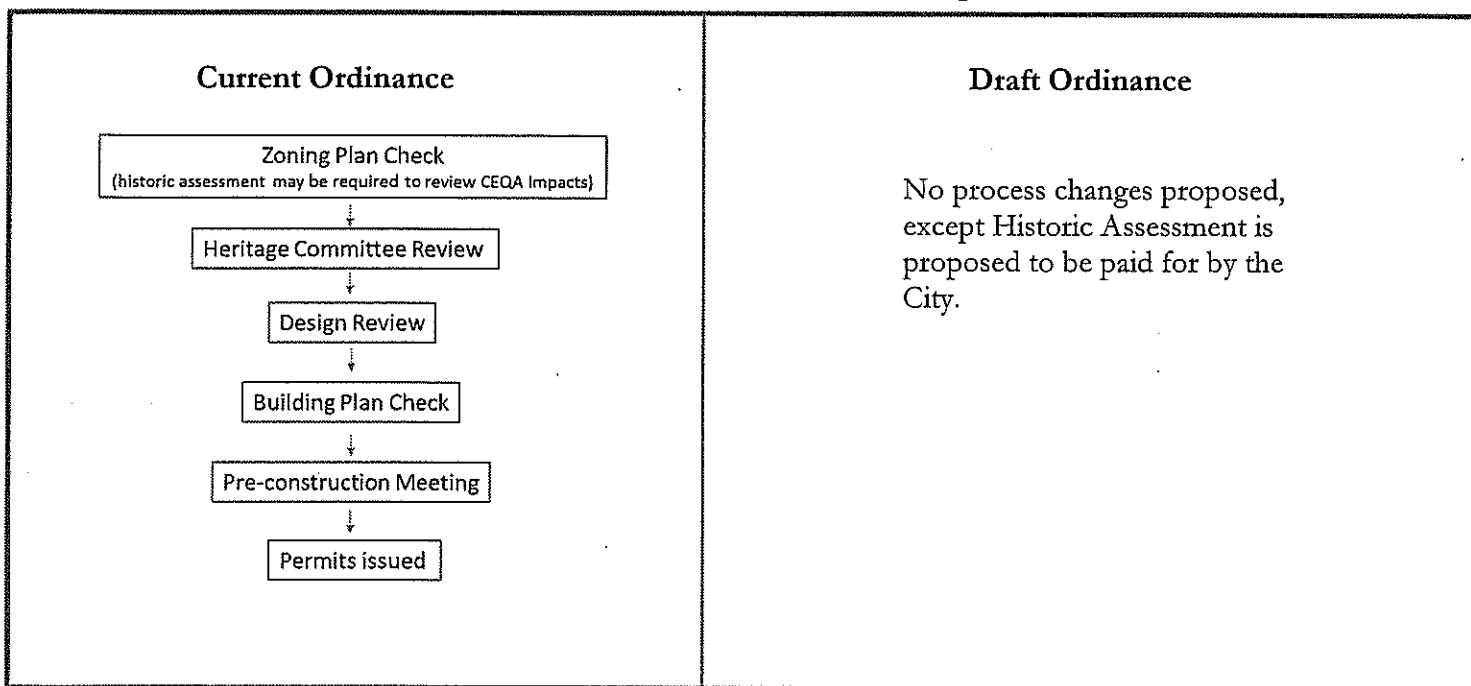 Current Ordinance
Zoning Plan Check
(historic assessment may be required to review CEQA Impacts)
Heritage Committee Review
Design Review
Building Plan Check
Pre-construction Meeting
Permits issued
Draft Ordinance
No process changes proposed,
except Historic Assessment is
proposed to be paid for by the
City.